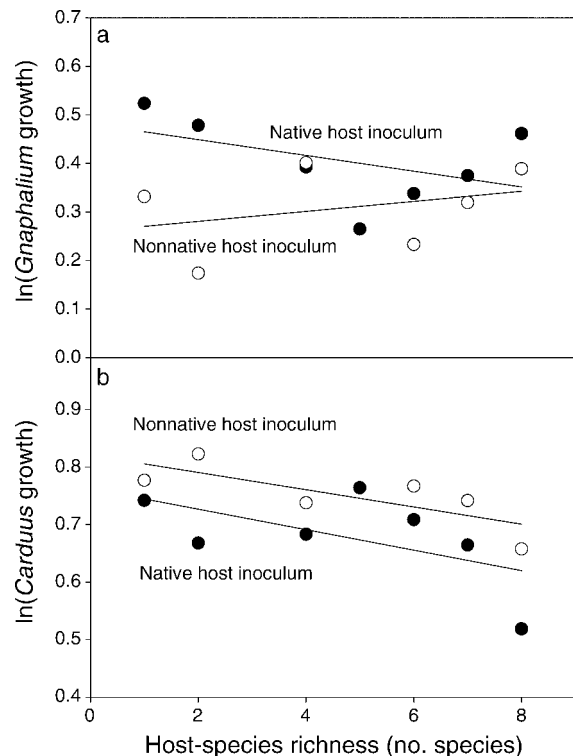 a
0.7
0.6
0.5
0.4
0.3
0.2
0.1
0.0
ln(Gnaphalium growth)
Native host inoculum
Nonnative host inoculum
b
0.9
0.8
0.7
0.6
0.5
0.4
ln(Carduus growth)
Nonnative host inoculum
Native host inoculum
0 2 4 6 8
Host-species richness (no. species)